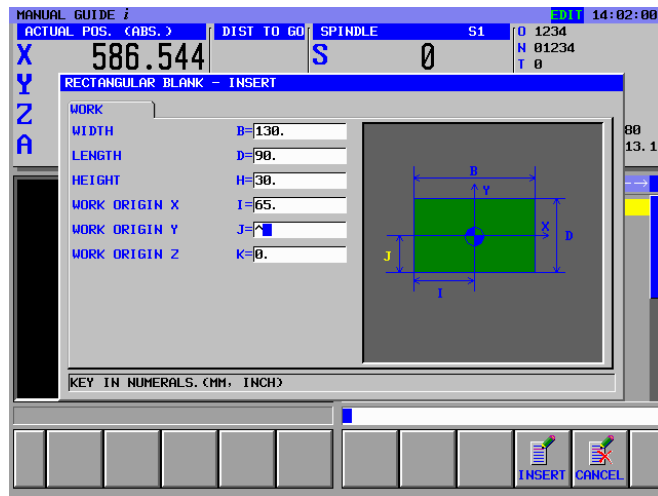 MANUAL GUIDE i EDIT 14:02:00
ACTUAL POS. (ABS.) DIST TO GO SPINDLE S1 O 1234
N 01234
X 586.544 S 0 T 0
Y RECTANGULAR BLANK - INSERT
Z WORK
WIDTH B=130. 80
A 13.1
LENGTH D=90.
HEIGHT H=30.
WORK ORIGIN X I=65.
WORK ORIGIN Y J=^
WORK ORIGIN Z K=0.
B
Y
X
D
J
I
KEY IN NUMERALS.(MM, INCH)
INSERT CANCEL